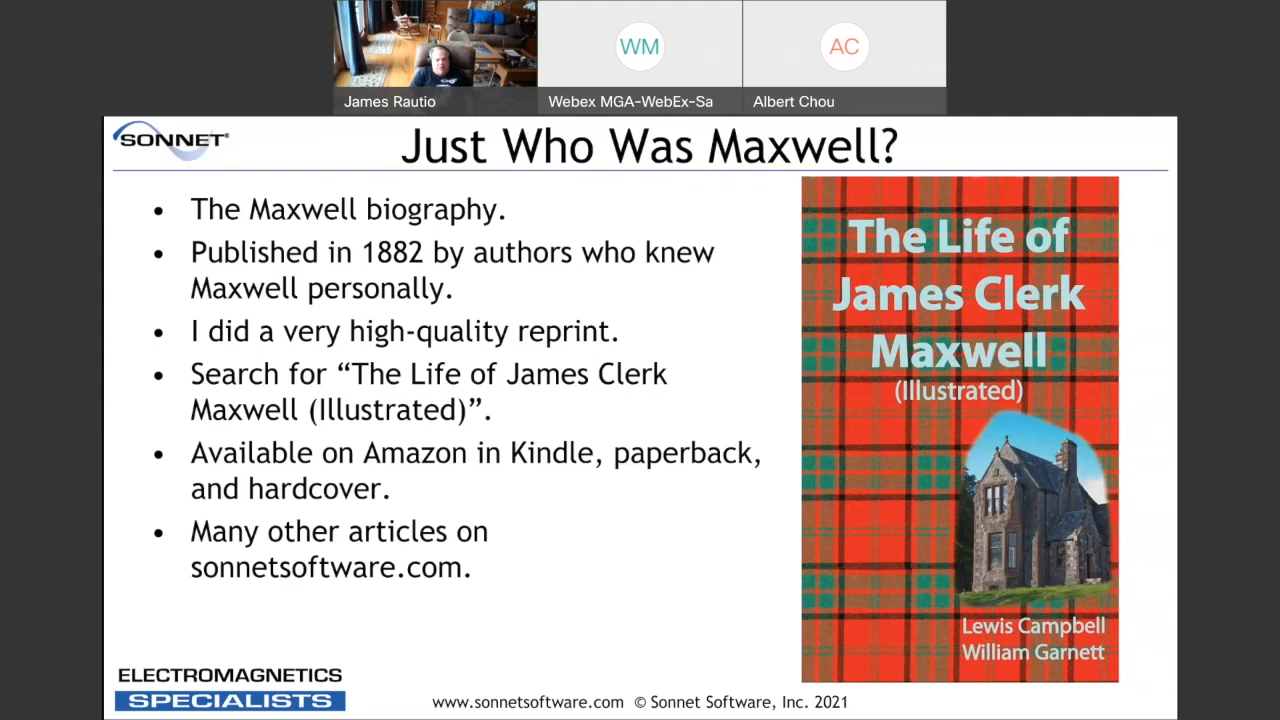 WM
AC
James Rautio
Webex MGA-WebEx-Sa
Albert Chou
SONNET®
Just Who Was Maxwell?
• The Maxwell biography.
• Published in 1882 by authors who knew
Maxwell personally.
• I did a very high-quality reprint.
• Search for “The Life of James Clerk
Maxwell (Illustrated)”.
• Available on Amazon in Kindle, paperback,
and hardcover.
• Many other articles on
sonnetsoftware.com.
The Life of
James Clerk
Maxwell
(Illustrated)
Lewis Campbell
William Garnett
ELECTROMAGNETICS
SPECIALISTS
www.sonnetsoftware.com © Sonnet Software, Inc. 2021